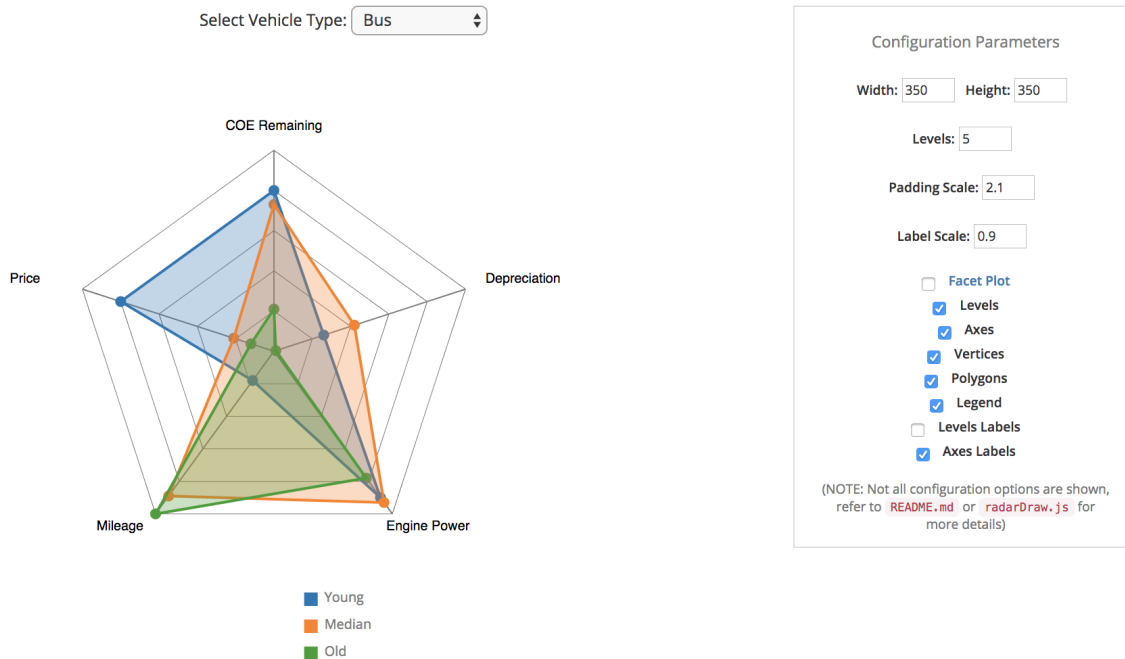 Select Vehicle Type: Bus
COE Remaining
Price
Depreciation
Mileage
Engine Power
Young
Median
Old
Configuration Parameters
Width: 350 Height: 350
Levels: 5
Padding Scale: 2.1
Label Scale: 0.9
Facet Plot
Levels
Axes
Vertices
Polygons
Legend
Levels Labels
Axes Labels
(NOTE: Not all configuration options are shown,
refer to README.md or radarDraw.js for
more details)